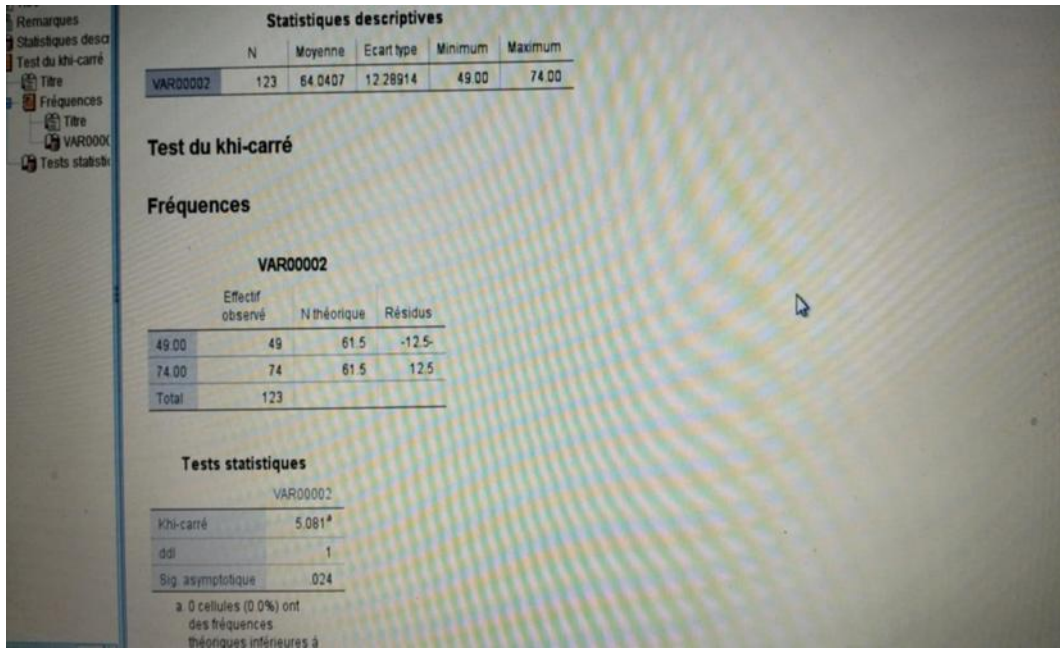 Remarques
Statistiques desc
Test du khi-carré
Titre
Fréquences
Titre
VAR000
Tests statisti
Statistiques descriptives
N Moyenne Ecart type Minimum Maximum
VAR00002 123 64.0407 12.28914 49.00 74.00
Test du khi-carré
Fréquences
VAR00002
Effectif
observé N théorique Résidus
49.00 49 61.5 -12.5-
74.00 74 61.5 12.5
Total 123
Tests statistiques
VAR00002
Khi-carré 5.081a
ddl 1
Sig. asymptotique .024
a. 0 cellules (0.0%) ont
des fréquences
théoriques inférieures à